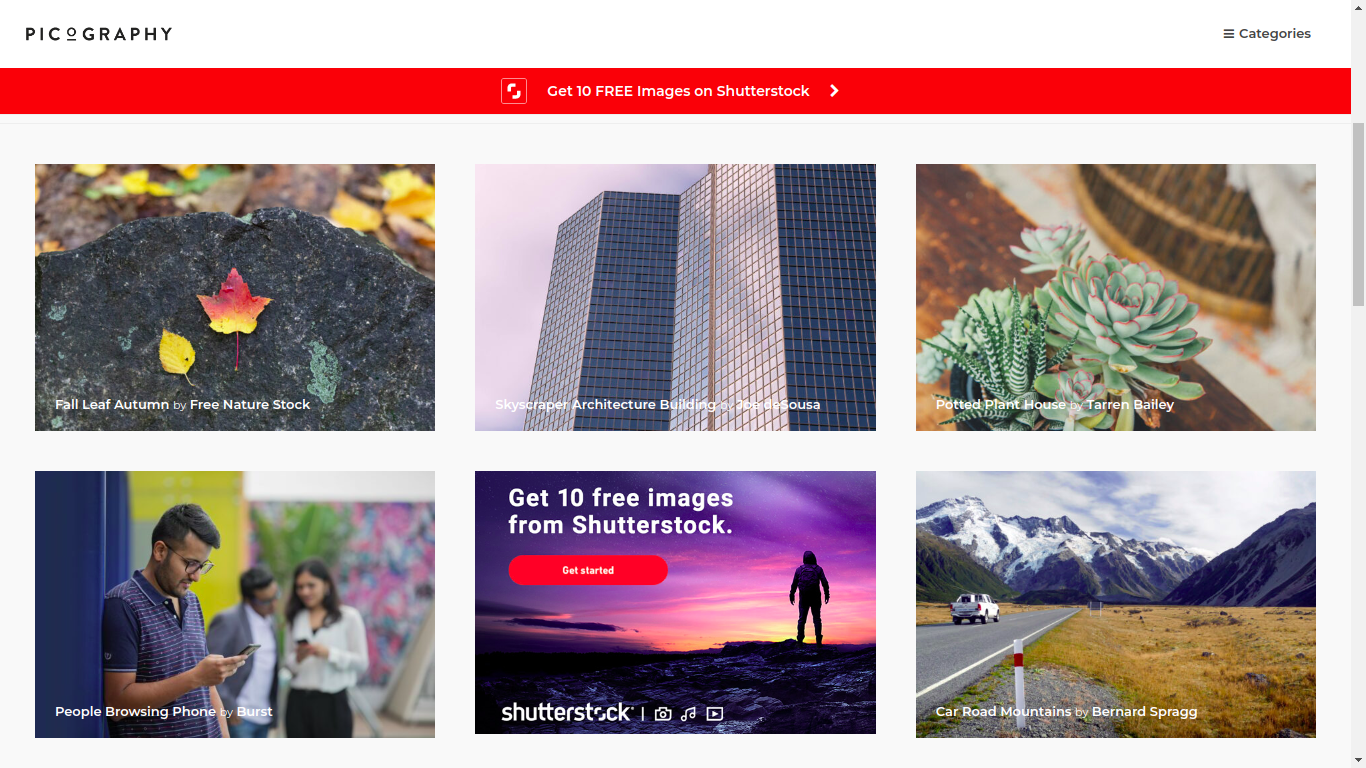 PICOGRAPHY
Categories
Get 10 FREE Images on Shutterstock
Fall Leaf Autumn by Free Nature Stock
Skyscraper Architecture Building by Joe deSousa
Potted Plant House by Tarren Bailey
People Browsing Phone by Burst
Get 10 free images
from Shutterstock.
Get started
shutterstock
Car Road Mountains by Bernard Spragg